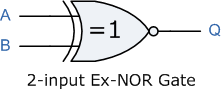 A
=1
Q
B
2-input Ex-NOR Gate